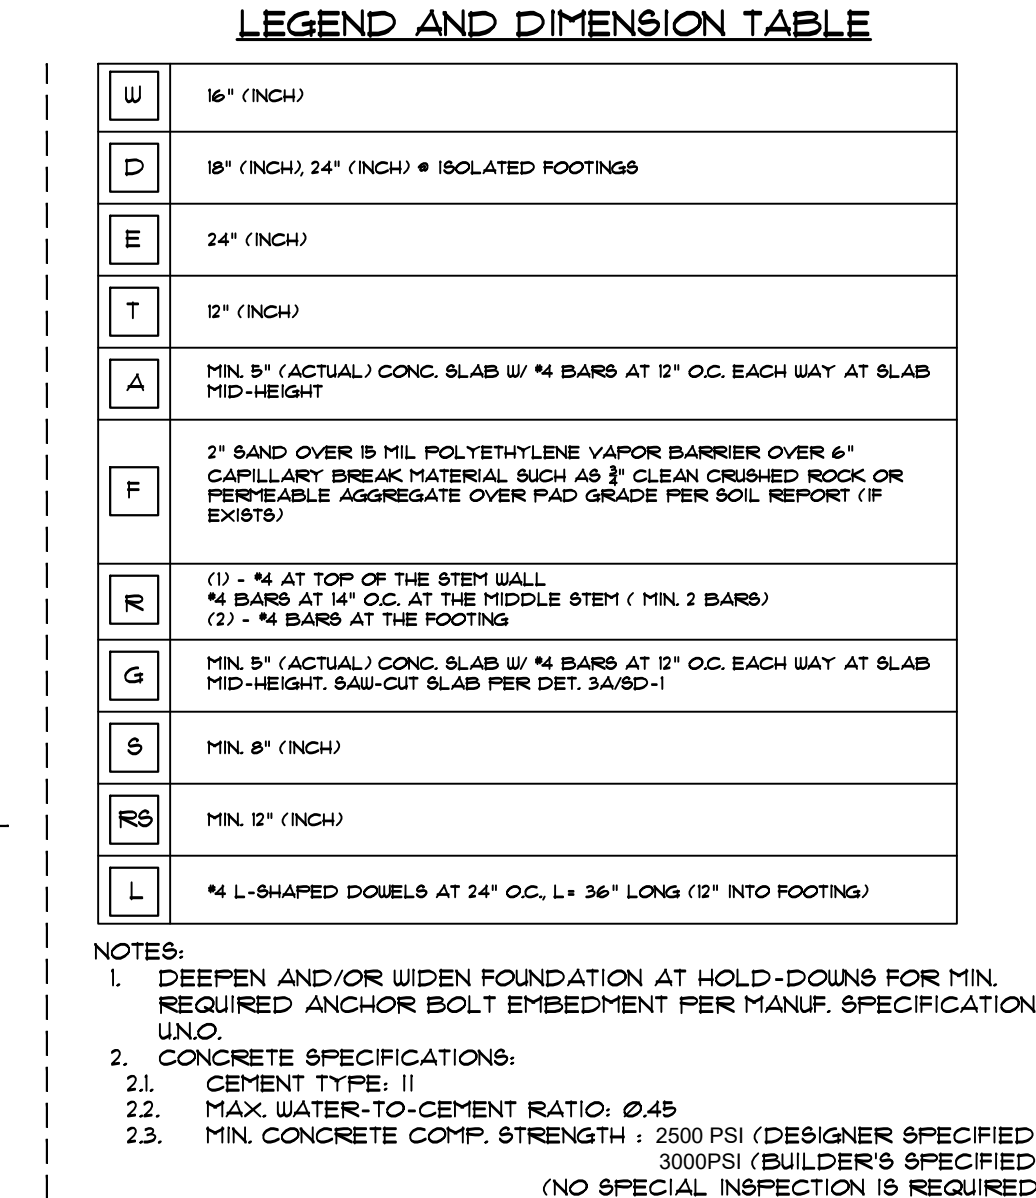 LEGEND AND DIMENSION TABLE
W 16" (INCH)
D 18" (INCH), 24" (INCH) @ ISOLATED FOOTINGS
E 24" (INCH)
T 12" (INCH)
A MIN. 5" (ACTUAL) CONC. SLAB W/ #4 BARS AT 12" O.C. EACH WAY AT SLAB
MID-HEIGHT
2" SAND OVER 15 MIL POLYETHYLENE VAPOR BARRIER OVER 6"
F CAPILLARY BREAK MATERIAL SUCH AS ¾" CLEAN CRUSHED ROCK OR
PERMEABLE AGGREGATE OVER PAD GRADE PER SOIL REPORT (IF
EXISTS)
(1) - #4 AT TOP OF THE STEM WALL
R #4 BARS AT 14" O.C. AT THE MIDDLE STEM ( MIN. 2 BARS)
(2) - #4 BARS AT THE FOOTING
G MIN. 5" (ACTUAL) CONC. SLAB W/ #4 BARS AT 12" O.C. EACH WAY AT SLAB
MID-HEIGHT. SAW-CUT SLAB PER DET. 3A/SD-1
S MIN. 8" (INCH)
RS MIN. 12" (INCH)
L #4 L-SHAPED DOWELS AT 24" O.C., L= 36" LONG (12" INTO FOOTING)
NOTES:
1. DEEPEN AND/OR WIDEN FOUNDATION AT HOLD-DOWNS FOR MIN.
REQUIRED ANCHOR BOLT EMBEDMENT PER MANUF. SPECIFICATION
U.N.O.
2. CONCRETE SPECIFICATIONS:
2.1. CEMENT TYPE: II
2.2. MAX. WATER-TO-CEMENT RATIO: 0.45
2.3. MIN. CONCRETE COMP. STRENGTH : 2500 PSI (DESIGNER SPECIFIED
3000PSI (BUILDER'S SPECIFIED
(NO SPECIAL INSPECTION IS REQUIRED